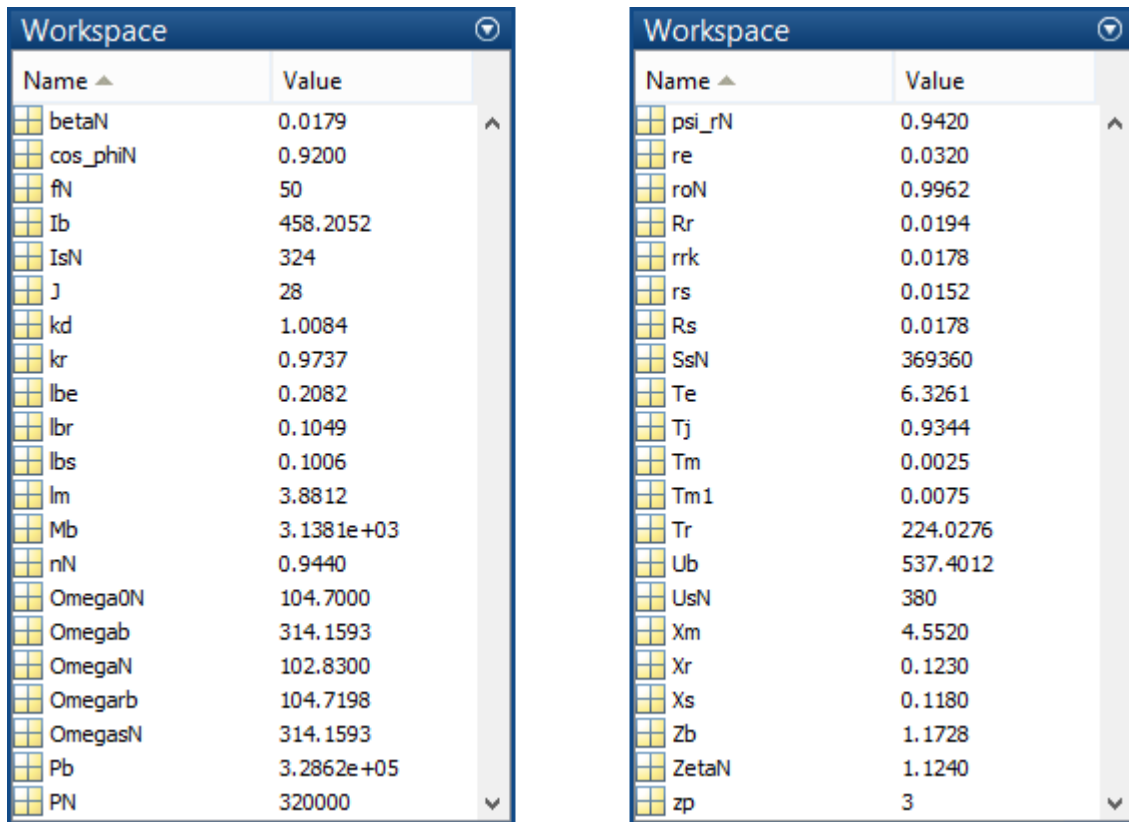 Workspace
Name Value
betaN 0.0179
cos_phiN 0.9200
fN 50
Ib 458.2052
IsN 324
J 28
kd 1.0084
kr 0.9737
lbe 0.2082
lbr 0.1049
lbs 0.1006
lm 3.8812
Mb 3.1381e+03
nN 0.9440
Omega0N 104.7000
Omegab 314.1593
OmegaN 102.8300
Omegarb 104.7198
OmegasN 314.1593
Pb 3.2862e+05
PN 320000
Workspace
Name Value
psi_rN 0.9420
re 0.0320
roN 0.9962
Rr 0.0194
rrk 0.0178
rs 0.0152
Rs 0.0178
SsN 369360
Te 6.3261
Tj 0.9344
Tm 0.0025
Tm1 0.0075
Tr 224.0276
Ub 537.4012
UsN 380
Xm 4.5520
Xr 0.1230
Xs 0.1180
Zb 1.1728
ZetaN 1.1240
zp 3